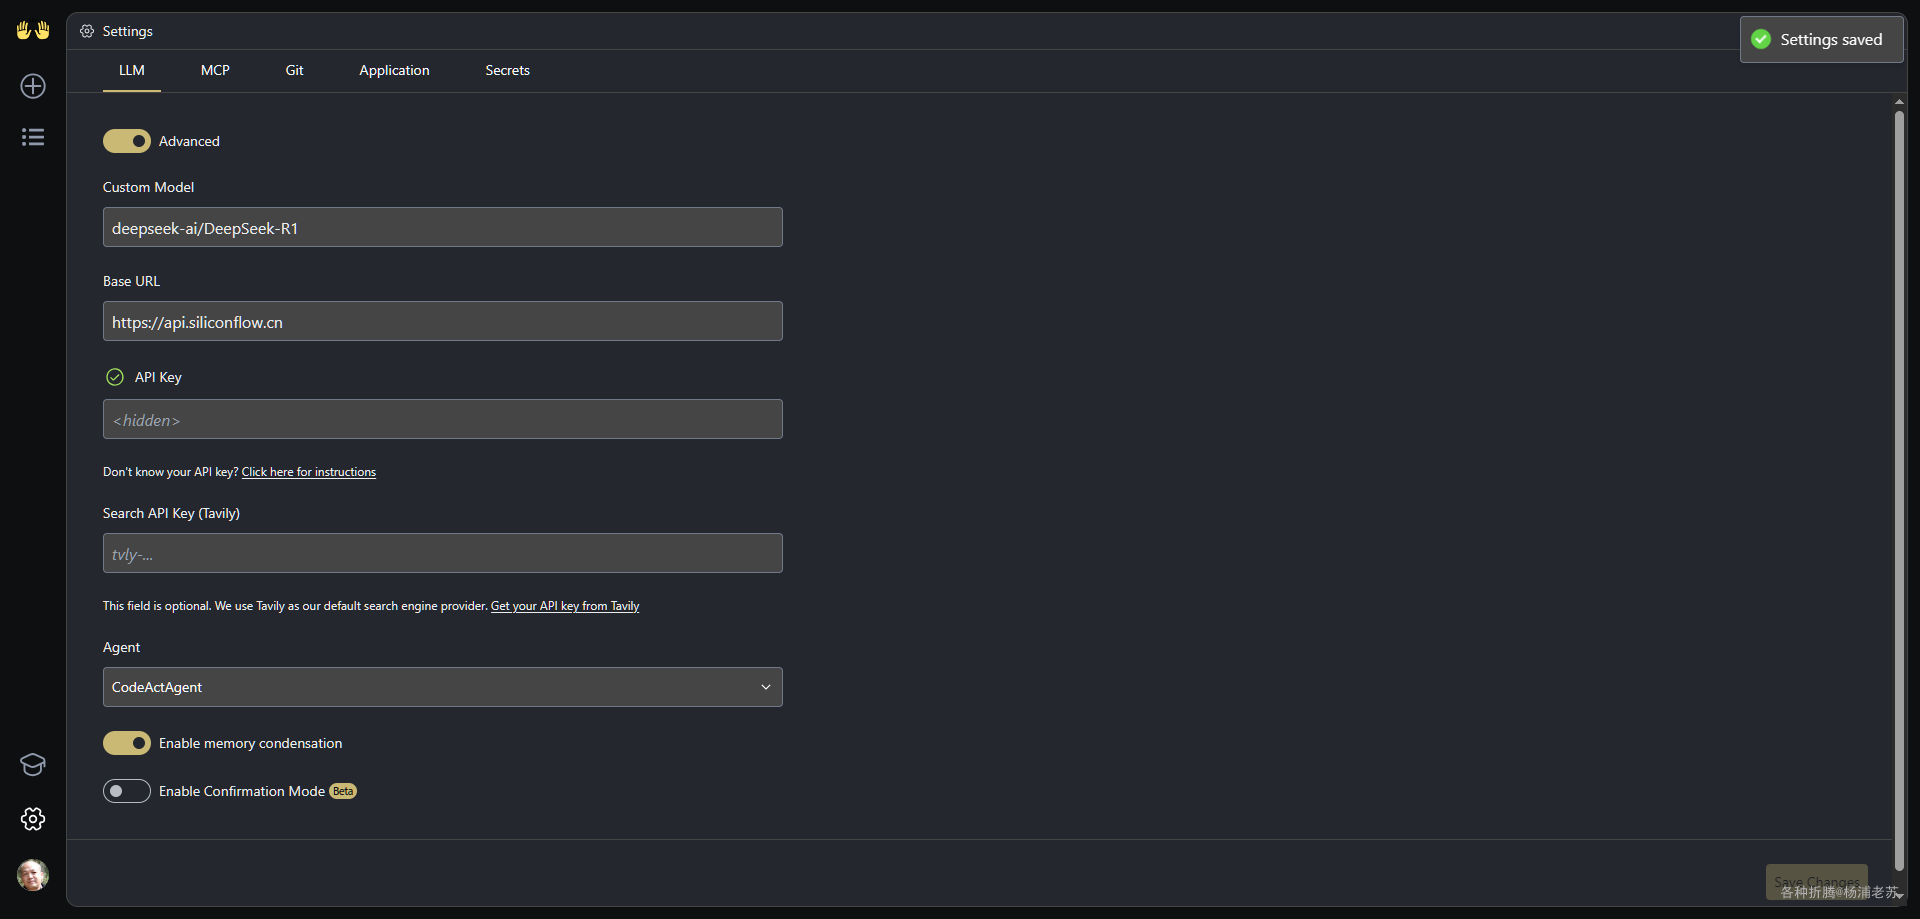 Settings
Settings saved
LLM
MCP
Git
Application
Secrets
Advanced
Custom Model
deepseek-ai/DeepSeek-R1
Base URL
https://api.siliconflow.cn
API Key
<hidden>
Don't know your API key? Click here for instructions
Search API Key (Tavily)
tvly-...
This field is optional. We use Tavily as our default search engine provider. Get your API key from Tavily
Agent
CodeActAgent
Enable memory condensation
Enable Confirmation Mode Beta
Save Changes
各种折腾@杨浦老苏